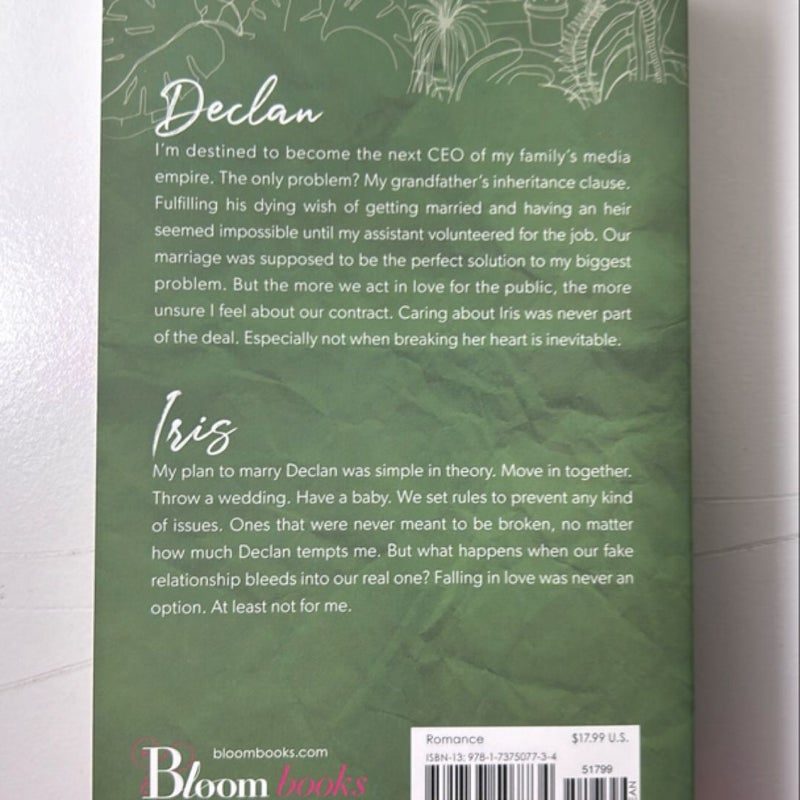 Declan
I'm destined to become the next CEO of my family's media
empire. The only problem? My grandfather's inheritance clause.
Fulfilling his dying wish of getting married and having an heir
seemed impossible until my assistant volunteered for the job. Our
marriage was supposed to be the perfect solution to my biggest
problem. But the more we act in love for the public, the more
unsure I feel about our contract. Caring about Iris was never part
of the deal. Especially not when breaking her heart is inevitable.
Iris
My plan to marry Declan was simple in theory. Move in together.
Throw a wedding. Have a baby. We set rules to prevent any kind
of issues. Ones that were never meant to be broken, no matter
how much Declan tempts me. But what happens when our fake
relationship bleeds into our real one? Falling in love was never an
option. At least not for me.
bloombooks.com
Bloom books
Romance $17.99 U.S.
ISBN-13: 978-1-7375077-3-4
51799